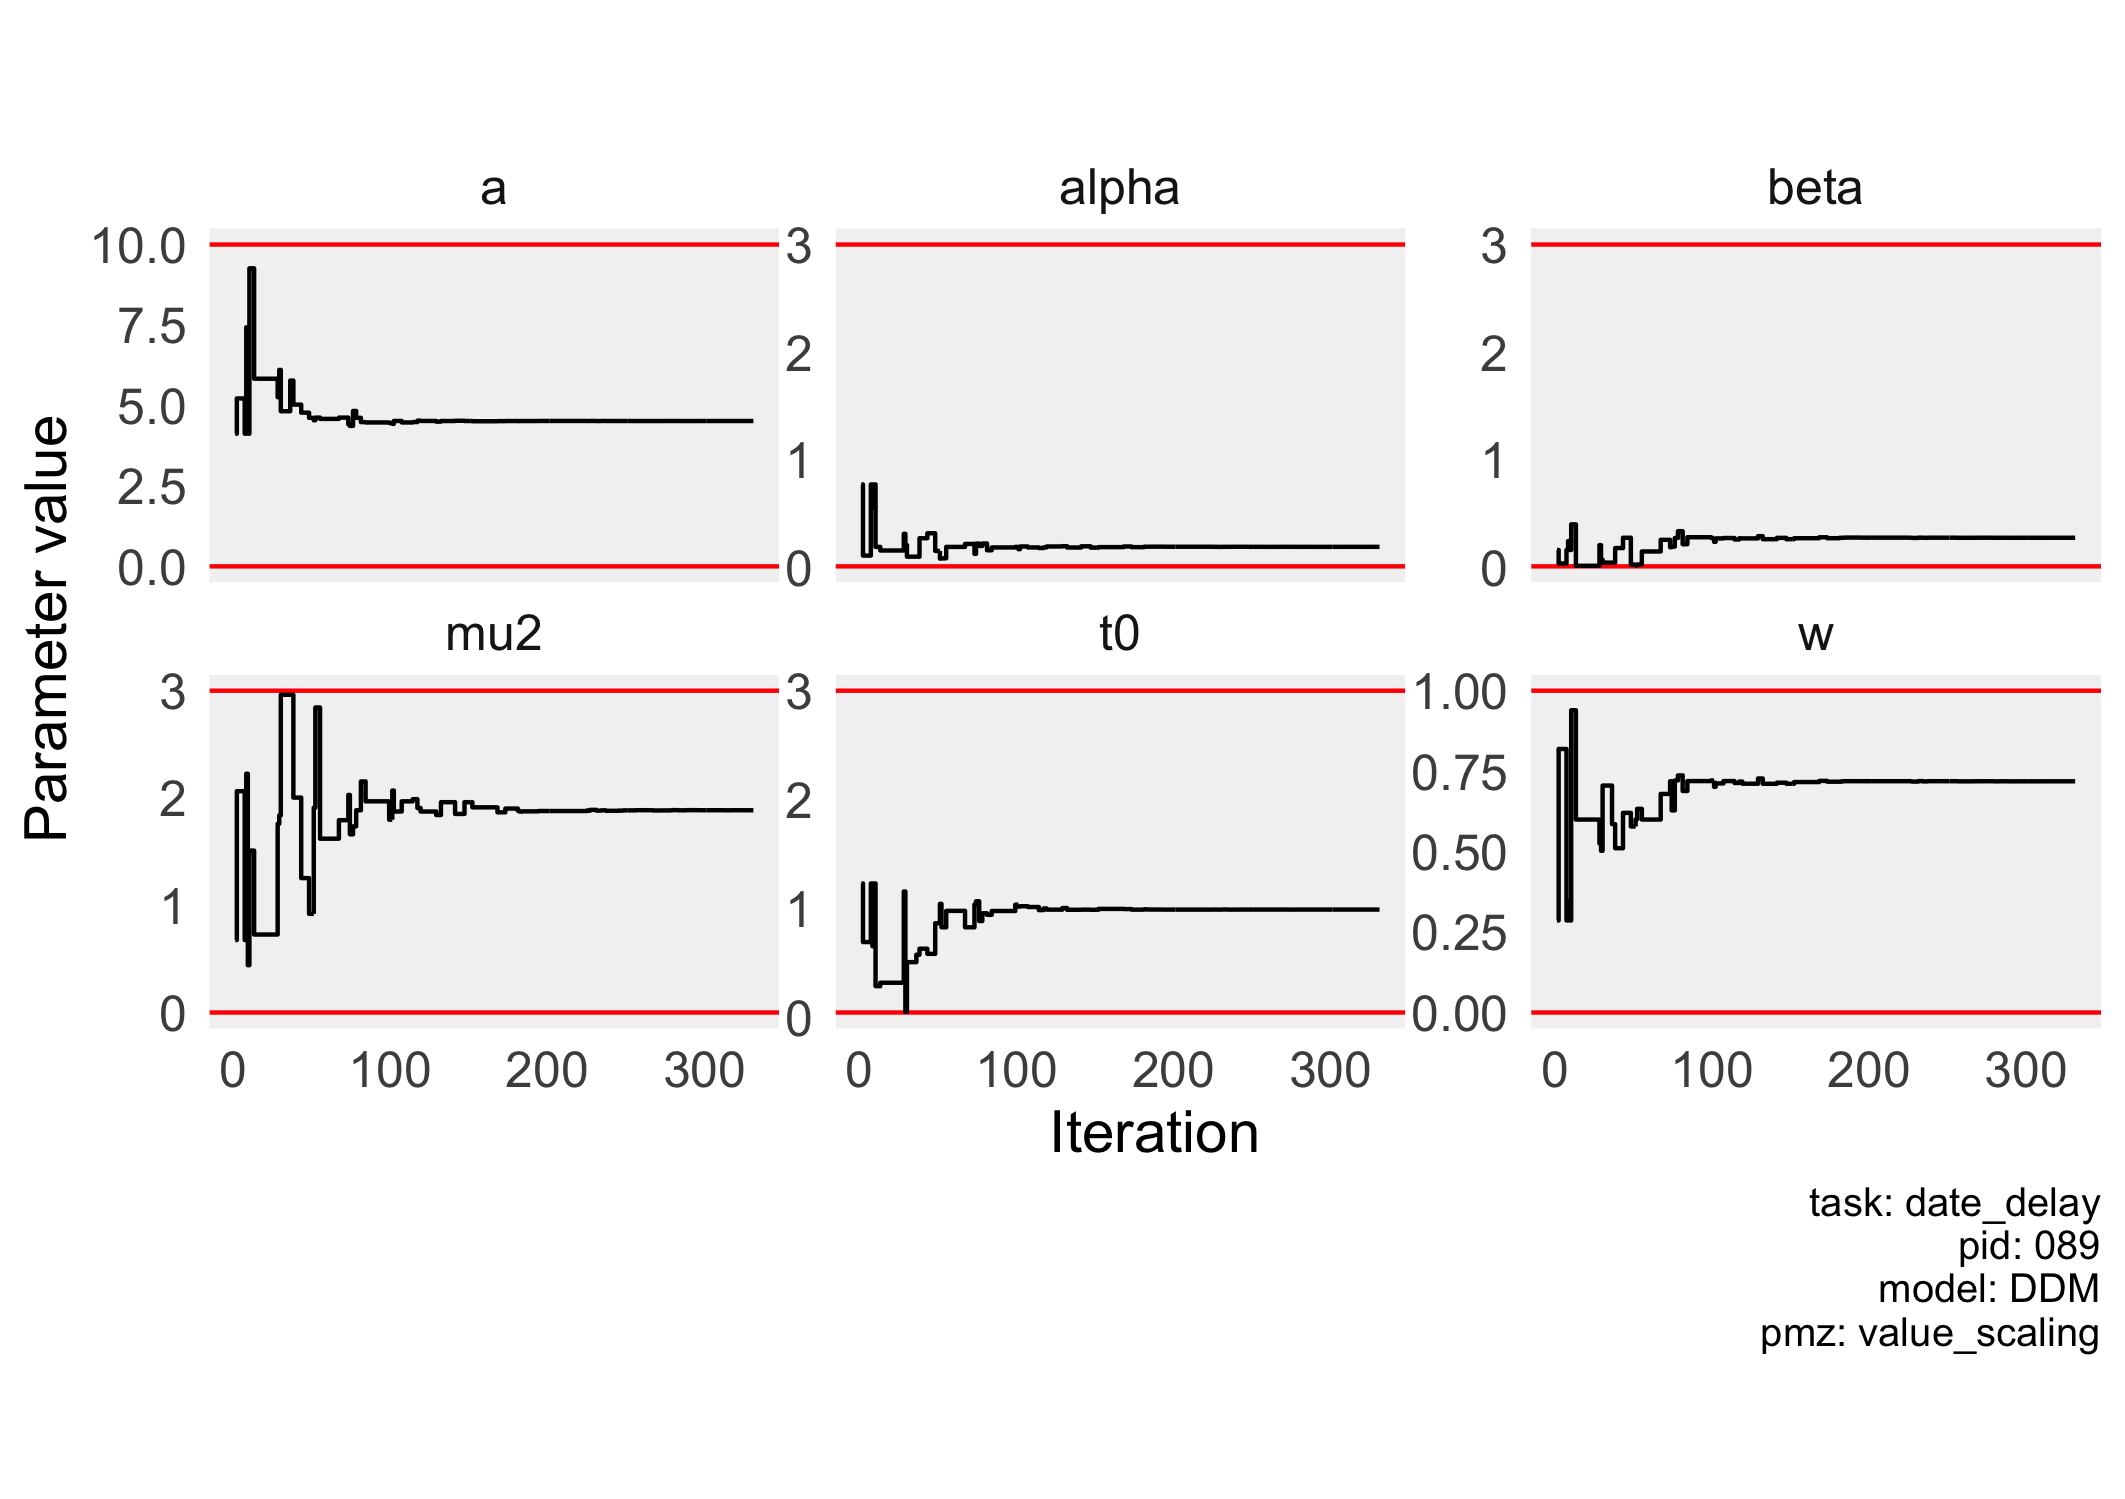 a alpha beta
10.0 3 3
7.5 2 2
5.0 1 1
2.5
0.0 0 0
mu2 t0 w
3 3 1.00
2 2 0.75
0.50
1 1 0.25
0 0 0.00
0 100 200 300 0 100 200 300 0 100 200 300
Parameter value
Iteration
task: date_delay
pid: 089
model: DDM
pmz: value_scaling